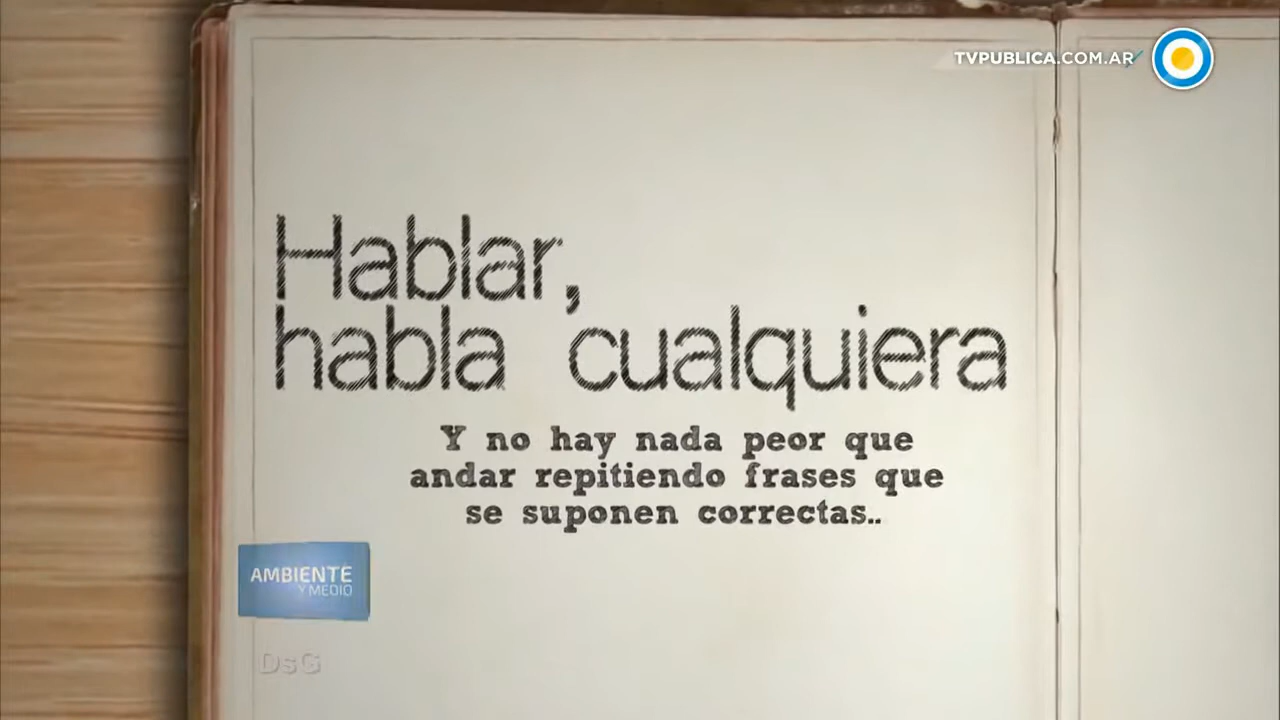 TVPUBLICA.COM.AR
Hablar,
habla cualquiera
Y no hay nada peor que
andar repitiendo frases que
se suponen correctas..
AMBIENTE
Y MEDIO
DsG